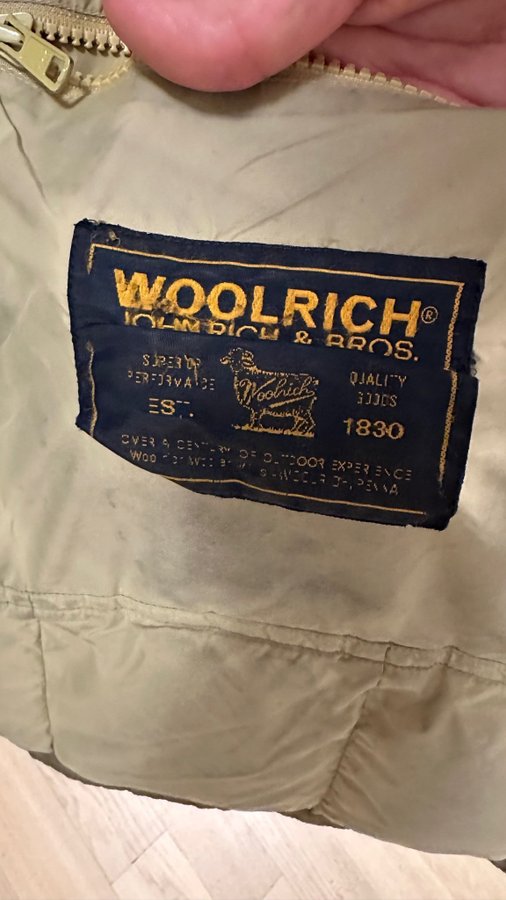 WOOLRICH®
JOHN RICH & BROS.
SUPERIOR
PERFORMANCE
Woolrich
QUALITY
GOODS
EST.
1830
OVER A CENTURY OF OUTDOOR EXPERIENCE
PENNA